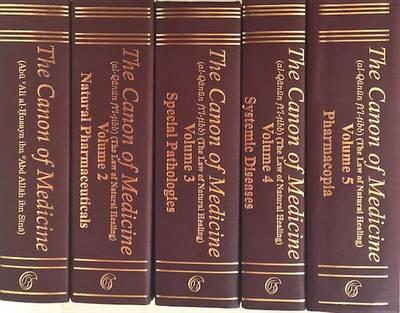 The Canon of Medicine
(Abū ʿAlī al-Ḥusayn ibn ʿAbd Allāh ibn Sīnā)
The Canon of Medicine
(al-Qānūn fī'l-ṭibb) (The Law of Natural Healing)
Volume 2
Natural Pharmaceuticals
The Canon of Medicine
(al-Qānūn fī'l-ṭibb) (The Law of Natural Healing)
Volume 3
Special Pathologies
The Canon of Medicine
(al-Qānūn fī'l-ṭibb) (The Law of Natural Healing)
Volume 4
Systemic Diseases
The Canon of Medicine
(al-Qānūn fī'l-ṭibb) (The Law of Natural Healing)
Volume 5
Pharmacopia